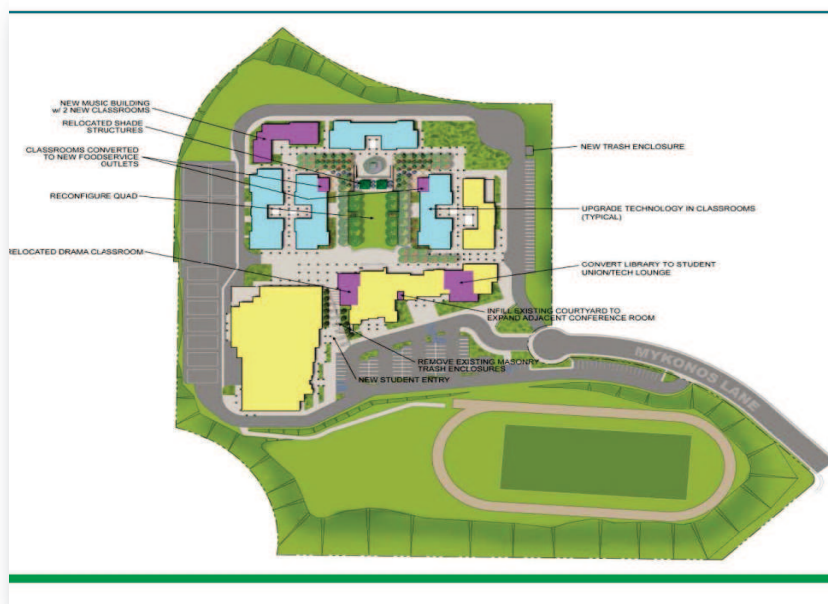 NEW MUSIC BUILDING
w/ 2 NEW CLASSROOMS
RELOCATED SHADE
STRUCTURES
CLASSROOMS CONVERTED
TO NEW FOODSERVICE
OUTLETS
RECONFIGURE QUAD
RELOCATED DRAMA CLASSROOM
NEW TRASH ENCLOSURE
UPGRADE TECHNOLOGY IN CLASSROOMS
(TYPICAL)
CONVERT LIBRARY TO STUDENT
UNION/TECH LOUNGE
INFILL EXISTING COURTYARD TO
EXPAND ADJACENT CONFERENCE ROOM
REMOVE EXISTING MASONRY
TRASH ENCLOSURES
NEW STUDENT ENTRY
MYKONOS LANE